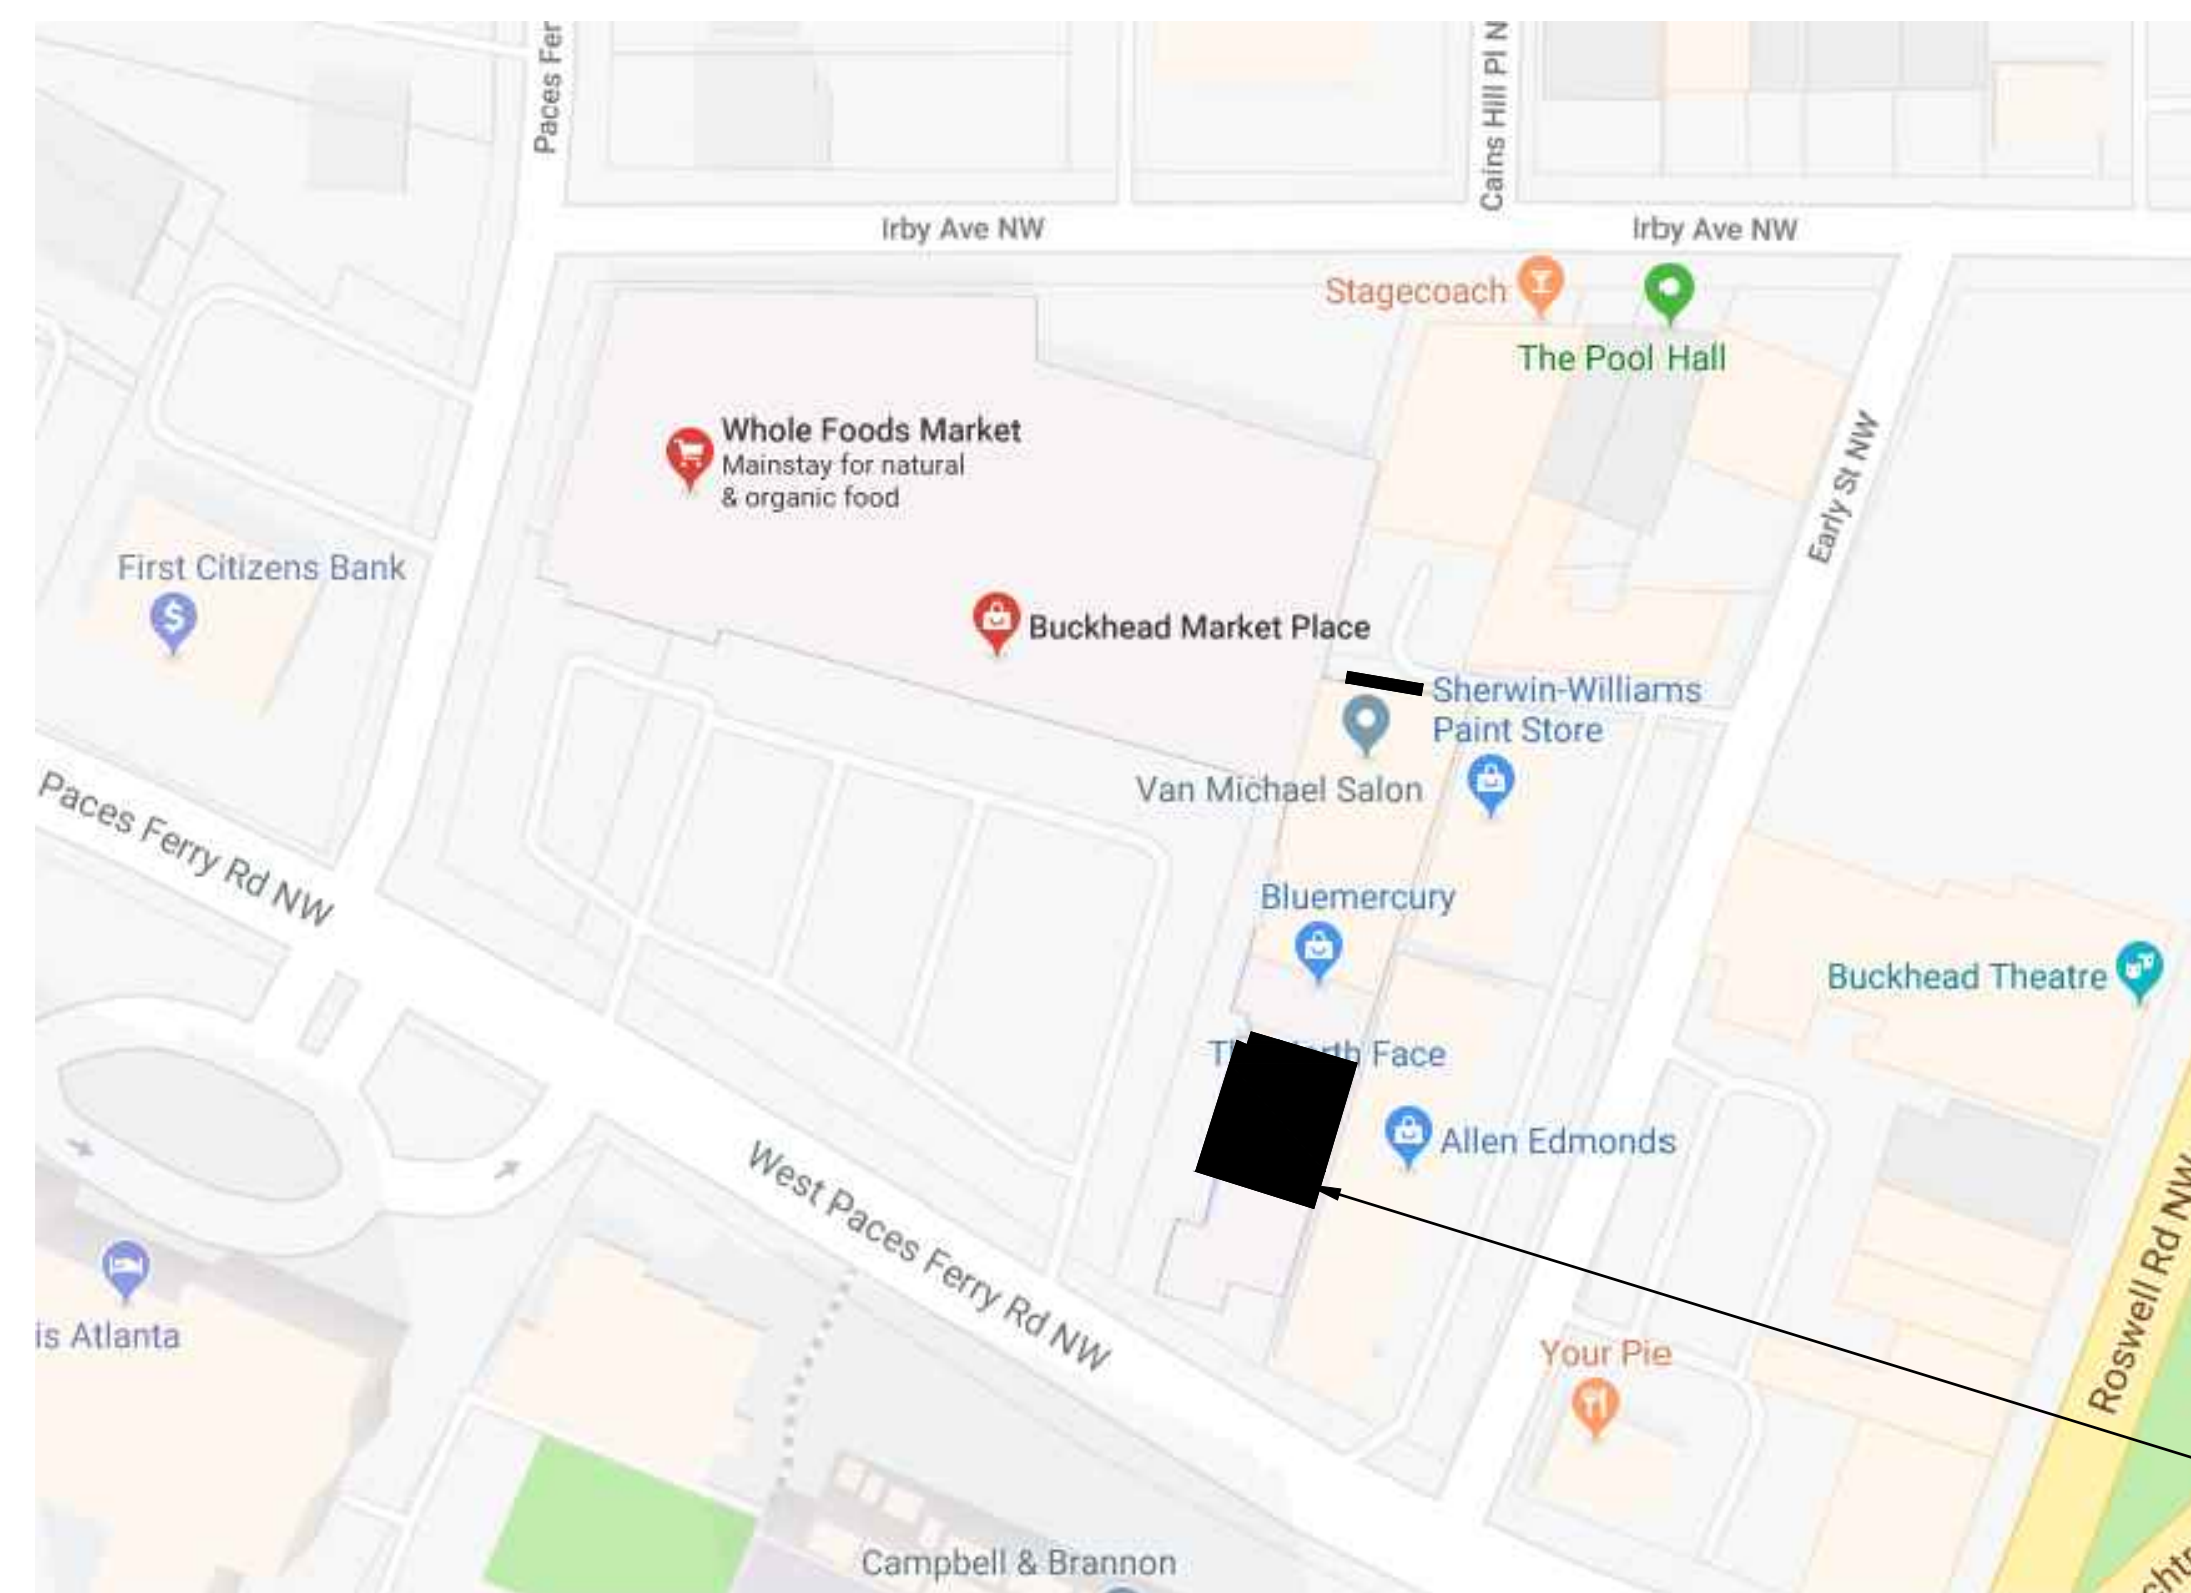 Paces Fer
Cains Hill Pl N
Irby Ave NW
Irby Ave NW
Stagecoach
The Pool Hall
Whole Foods Market
Mainstay for natural
& organic food
Early St NW
First Citizens Bank
Buckhead Market Place
Sherwin-Williams
Paint Store
Van Michael Salon
Paces Ferry Rd NW
Bluemercury
Buckhead Theatre
Face
Allen Edmonds
West Paces Ferry Rd NW
Roswell Rd NW
is Atlanta
Your Pie
Campbell & Brannon